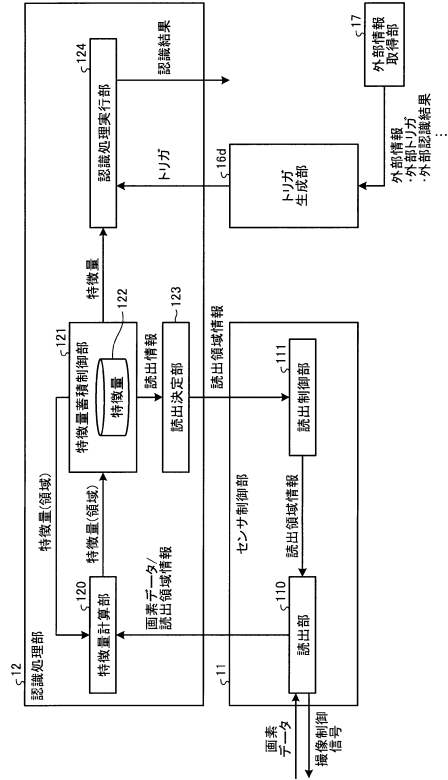 12
認識処理部
120
特徴量計算部
特徴量(領域)
特徴量(領域)
121
特徴量蓄積制御部
特徴量
122
読出情報
123
読出決定部
特徴量
124
認識処理実行部
認識結果
トリガ
画素データ/
読出領域情報
読出領域情報
11
センサ制御部
110
読出部
読出領域情報
111
読出制御部
画素
データ
撮像制御
信号
16d
トリガ
生成部
17
外部情報
取得部
外部情報
・外部トリガ
・外部認識結果
⋮